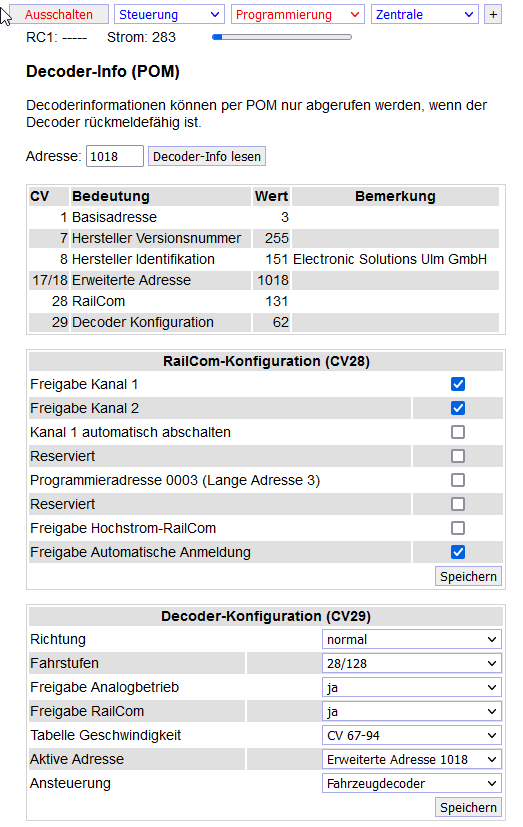 Ausschalten Steuerung Programmierung Zentrale +
RC1: ----- Strom: 283
Decoder-Info (POM)
Decoderinformationen können per POM nur abgerufen werden, wenn der
Decoder rückmeldefähig ist.
Adresse: 1018 Decoder-Info lesen
CV Bedeutung Wert Bemerkung
1 Basisadresse 3
7 Hersteller Versionsnummer 255
8 Hersteller Identifikation 151 Electronic Solutions Ulm GmbH
17/18 Erweiterte Adresse 1018
28 RailCom 131
29 Decoder Konfiguration 62
RailCom-Konfiguration (CV28)
Freigabe Kanal 1
Freigabe Kanal 2
Kanal 1 automatisch abschalten
Reserviert
Programmieradresse 0003 (Lange Adresse 3)
Reserviert
Freigabe Hochstrom-RailCom
Freigabe Automatische Anmeldung
Speichern
Decoder-Konfiguration (CV29)
Richtung normal
Fahrstufen 28/128
Freigabe Analogbetrieb ja
Freigabe RailCom ja
Tabelle Geschwindigkeit CV 67-94
Aktive Adresse Erweiterte Adresse 1018
Ansteuerung Fahrzeugdecoder
Speichern